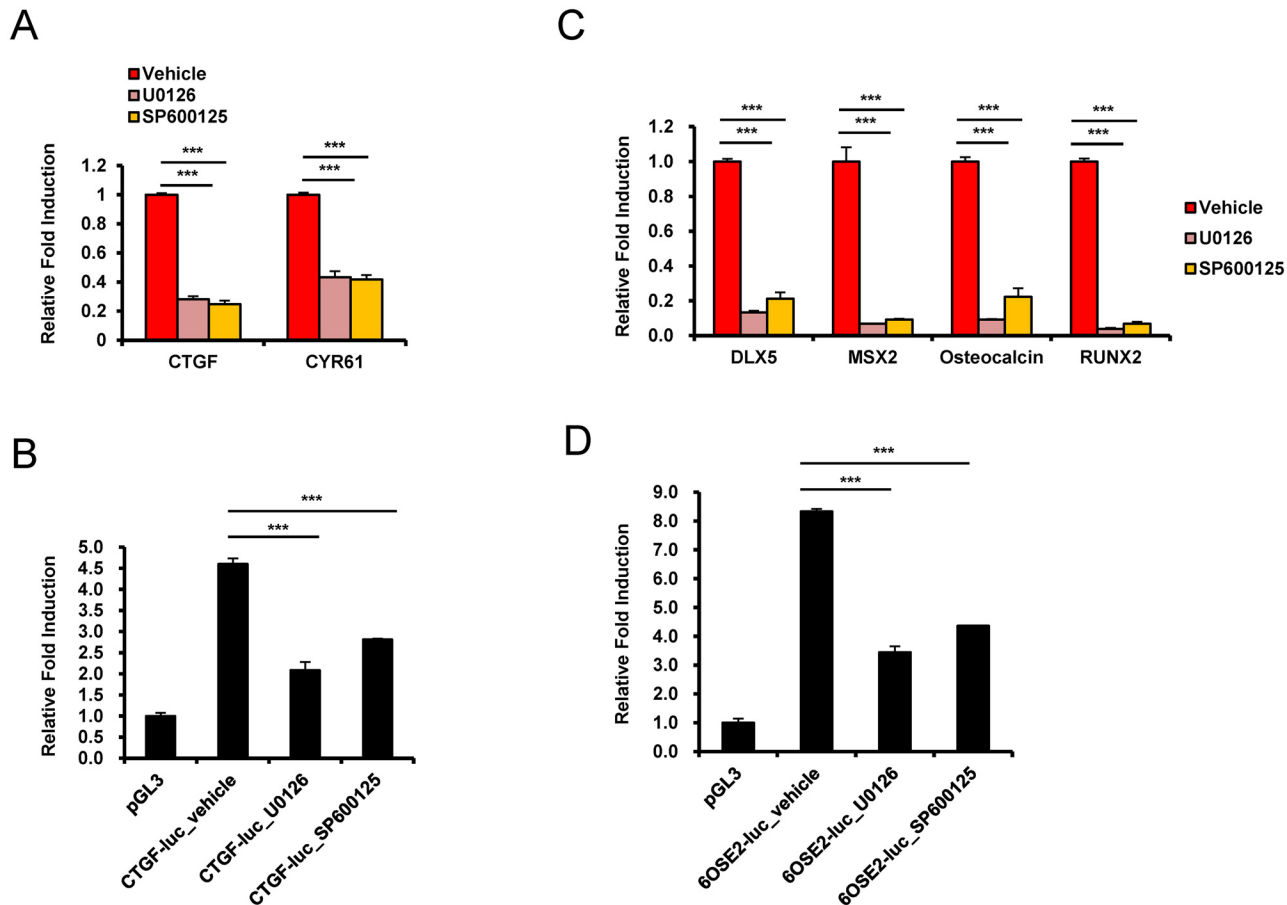 A
Vehicle
U0126
SP600125
***
***
***
***
Relative Fold Induction
1.2
1
0.8
0.6
0.4
0.2
0
CTGF
CYR61
B
***
***
Relative Fold Induction
5.0
4.5
4.0
3.5
3.0
2.5
2.0
1.5
1.0
0.5
0.0
pGL3
CTGF-luc_vehicle
CTGF-luc_U0126
CTGF-luc_SP600125
C
***
***
***
***
***
***
***
***
Relative Fold Induction
1.2
1.0
0.8
0.6
0.4
0.2
0.0
DLX5
MSX2
Osteocalcin
RUNX2
Vehicle
U0126
SP600125
D
***
***
Relative Fold Induction
9.0
8.0
7.0
6.0
5.0
4.0
3.0
2.0
1.0
0.0
pGL3
6OSE2-luc_vehicle
6OSE2-luc_U0126
6OSE2-luc_SP600125